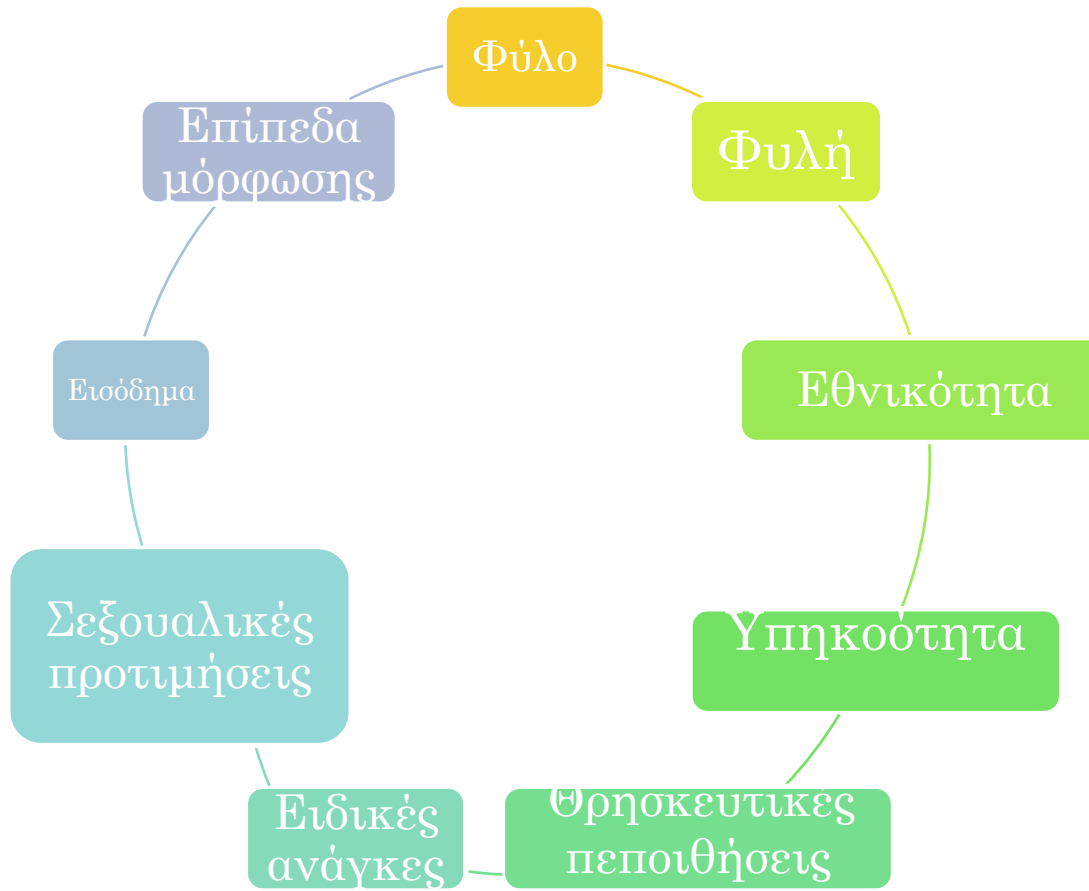 Φύλο
Φυλή
Εθνικότητα
Υπηκοότητα
Θρησκευτικές
πεποιθήσεις
Ειδικές
ανάγκες
Σεξουαλικές
προτιμήσεις
Εισόδημα
Επίπεδα
μόρφωσης